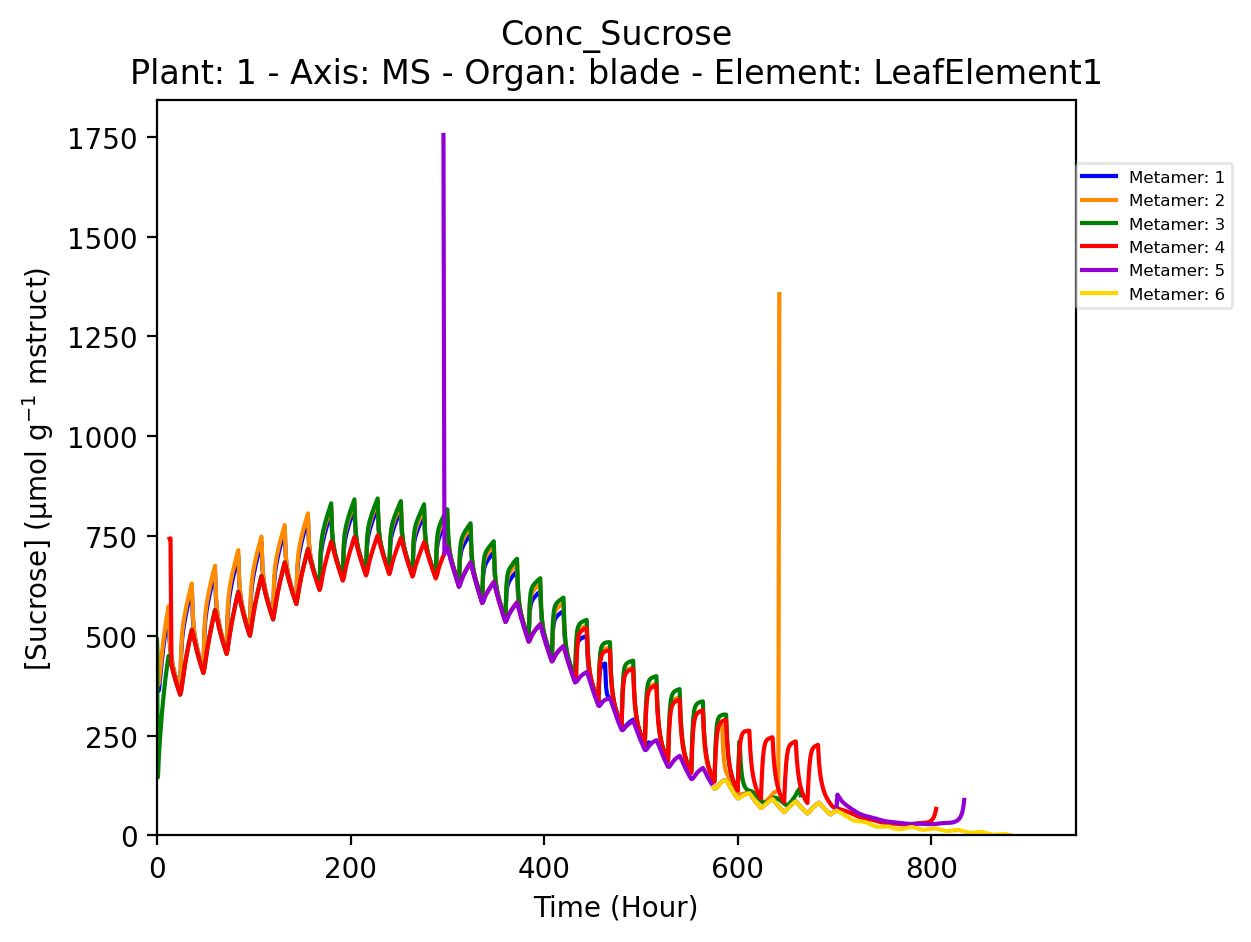 Conc_Sucrose
Plant: 1 - Axis: MS - Organ: blade - Element: LeafElement1
[Sucrose] (µmol g⁻¹ mstruct)
1750
1500
1250
1000
750
500
250
0
0 200 400 600 800
Time (Hour)
Metamer: 1
Metamer: 2
Metamer: 3
Metamer: 4
Metamer: 5
Metamer: 6